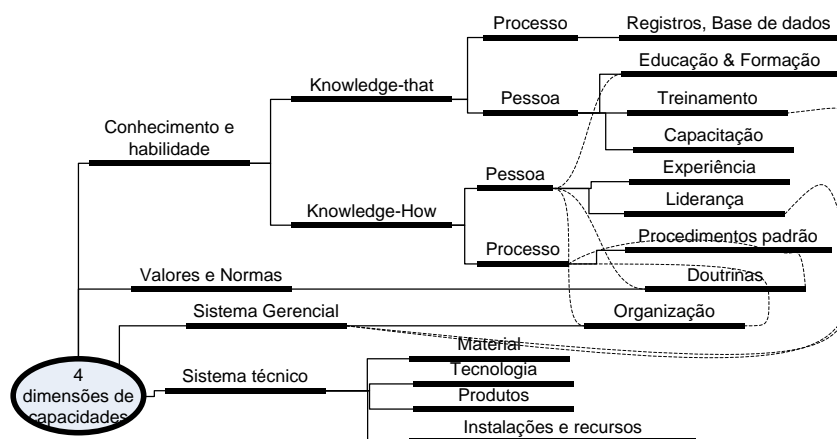 Processo
Registros, Base de dados
Educação & Formação
Knowledge-that
Pessoa
Treinamento
Conhecimento e
habilidade
Capacitação
Pessoa
Experiência
Liderança
Knowledge-How
Processo
Procedimentos padrão
Valores e Normas
Doutrinas
Sistema Gerencial
Organização
4
dimensões de
capacidades
Sistema técnico
Material
Tecnologia
Produtos
Instalações e recursos